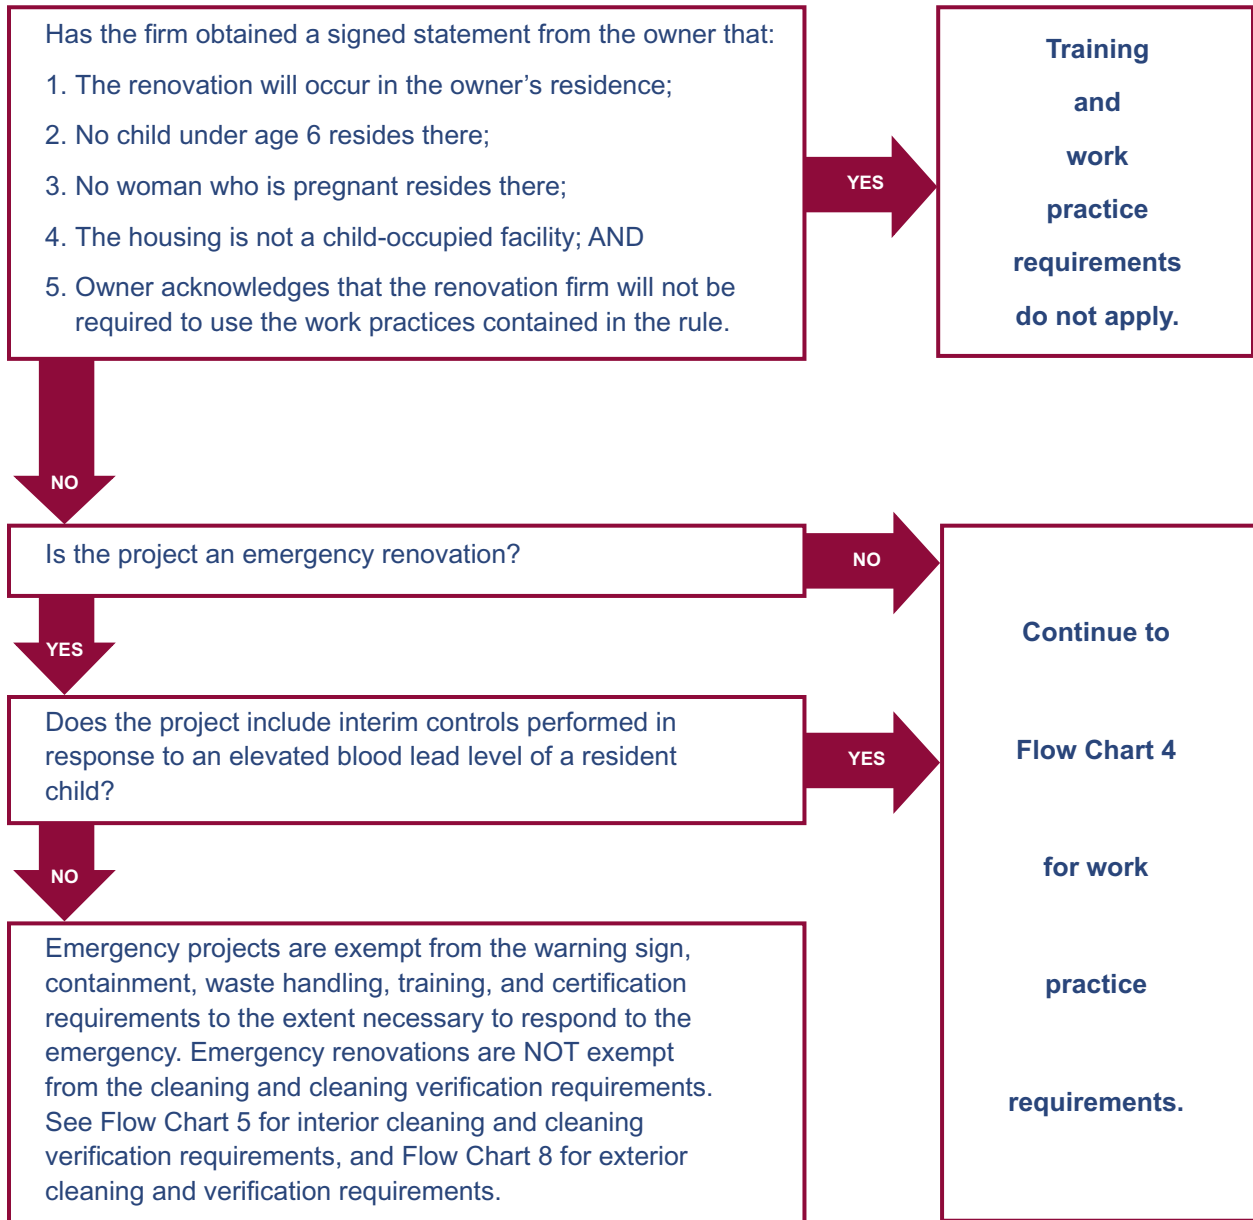 Has the firm obtained a signed statement from the owner that:
1. The renovation will occur in the owner’s residence;
2. No child under age 6 resides there;
3. No woman who is pregnant resides there;
4. The housing is not a child-occupied facility; AND
5. Owner acknowledges that the renovation firm will not be
required to use the work practices contained in the rule.
YES
Training
and
work
practice
requirements
do not apply.
NO
Is the project an emergency renovation?
NO
YES
Does the project include interim controls performed in
response to an elevated blood lead level of a resident
child?
YES
Continue to
Flow Chart 4
for work
practice
requirements.
NO
Emergency projects are exempt from the warning sign,
containment, waste handling, training, and certification
requirements to the extent necessary to respond to the
emergency. Emergency renovations are NOT exempt
from the cleaning and cleaning verification requirements.
See Flow Chart 5 for interior cleaning and cleaning
verification requirements, and Flow Chart 8 for exterior
cleaning and verification requirements.